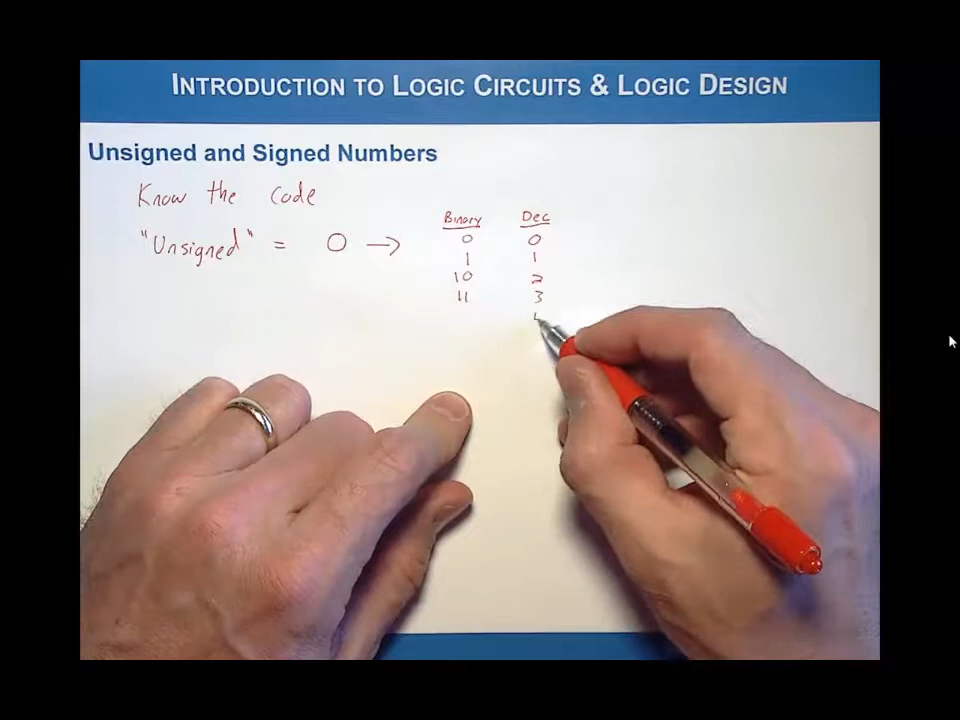 INTRODUCTION TO LOGIC CIRCUITS & LOGIC DESIGN
Unsigned and Signed Numbers
Know the code
"Unsigned" = 0 →
Binary Dec
0 0
1 1
10 2
11 3